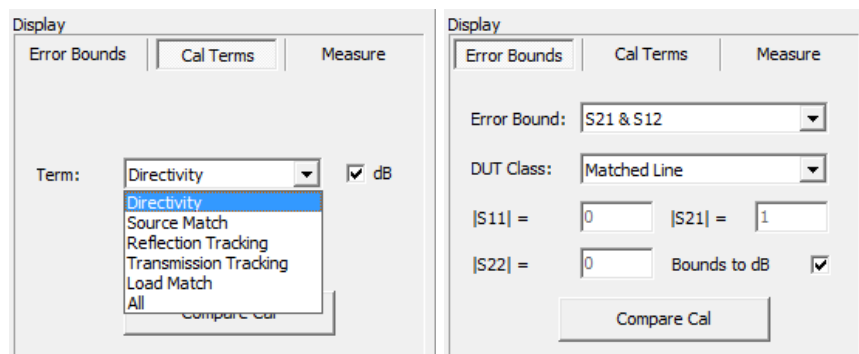 Display
Error Bounds Cal Terms Measure
Term: Directivity dB
Directivity
Source Match
Reflection Tracking
Transmission Tracking
Load Match
All
Compare Cal
Display
Error Bounds Cal Terms Measure
Error Bound: S21 & S12
DUT Class: Matched Line
|S11| = 0 |S21| = 1
|S22| = 0 Bounds to dB
Compare Cal